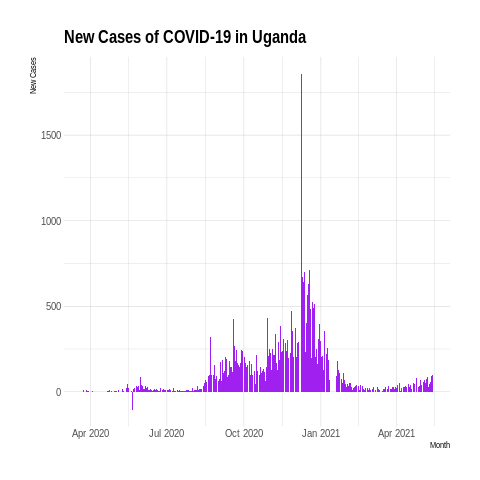 New Cases of COVID-19 in Uganda
New Cases
1500
1000
500
0
Apr 2020 Jul 2020 Oct 2020 Jan 2021 Apr 2021
Month